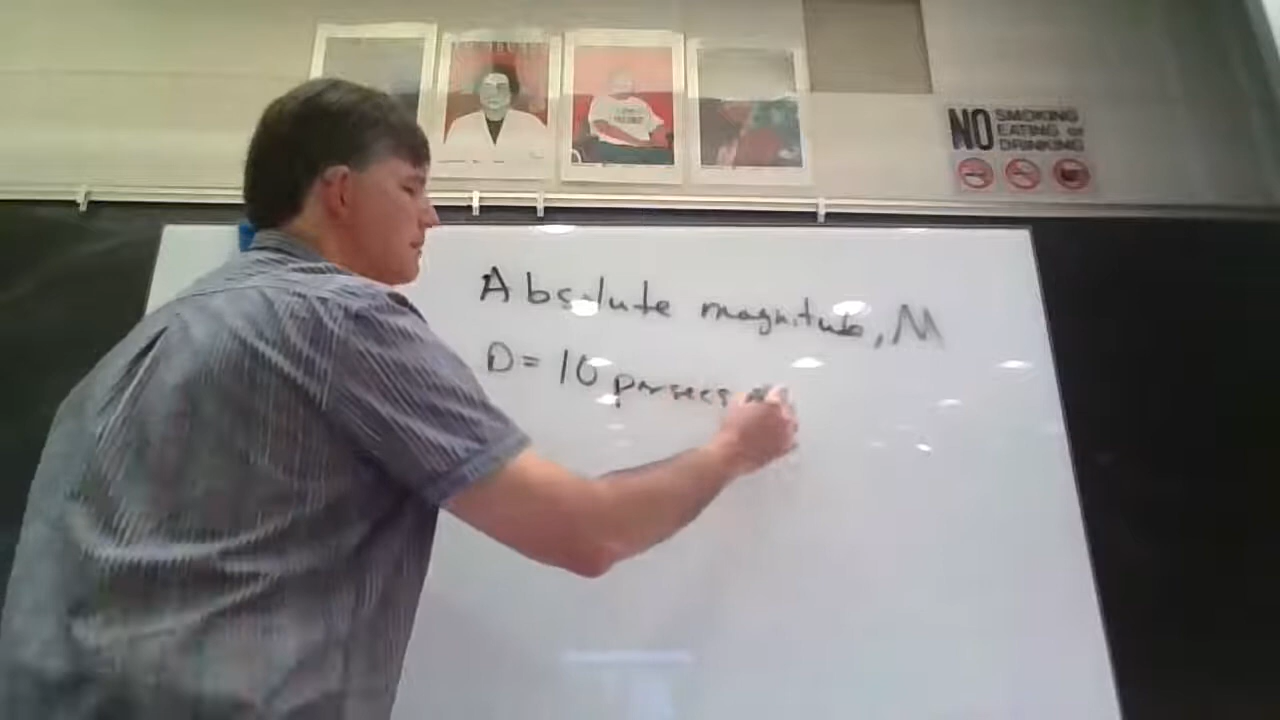 NO SMOKING
EATING or
DRINKING
Absolute magnitude, M
D = 10 parsecs